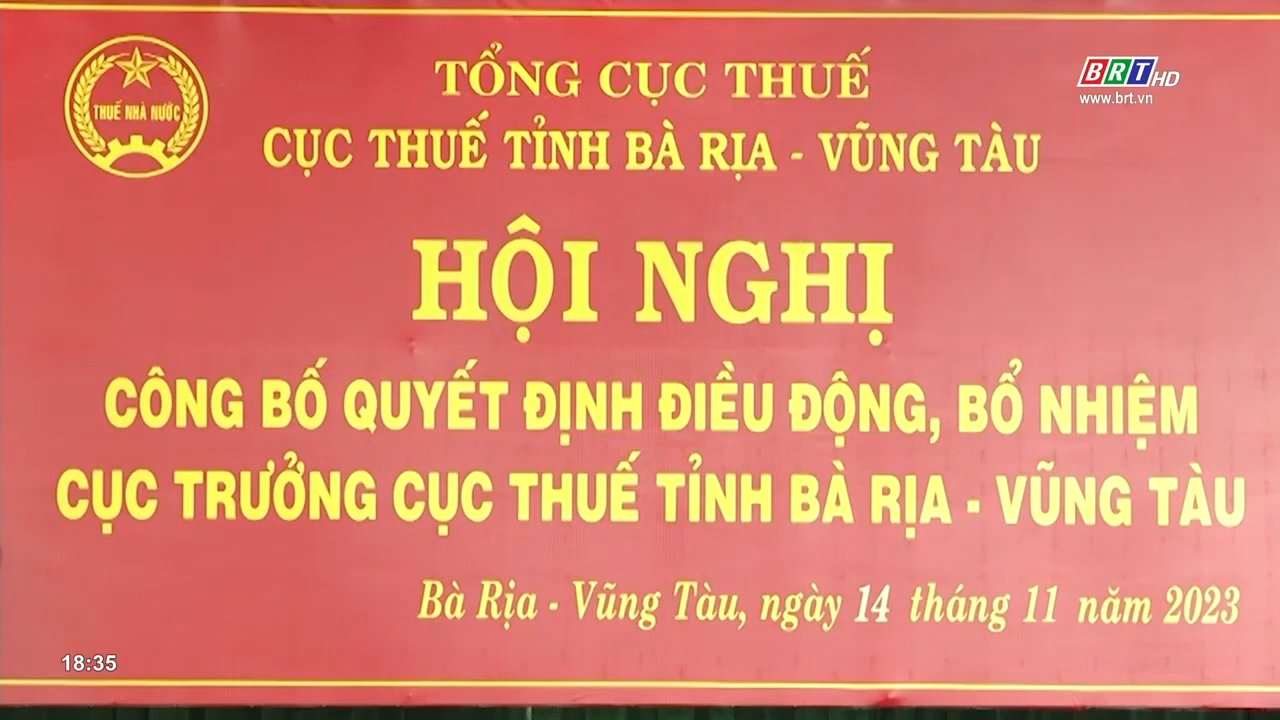 THUẾ NHÀ NƯỚC
TỔNG CỤC THUẾ
BRT HD
www.brt.vn
CỤC THUẾ TỈNH BÀ RỊA - VŨNG TÀU
HỘI NGHỊ
CÔNG BỐ QUYẾT ĐỊNH ĐIỀU ĐỘNG, BỔ NHIỆM
CỤC TRƯỞNG CỤC THUẾ TỈNH BÀ RỊA - VŨNG TÀU
Bà Rịa - Vũng Tàu, ngày 14 tháng 11 năm 2023
18:35